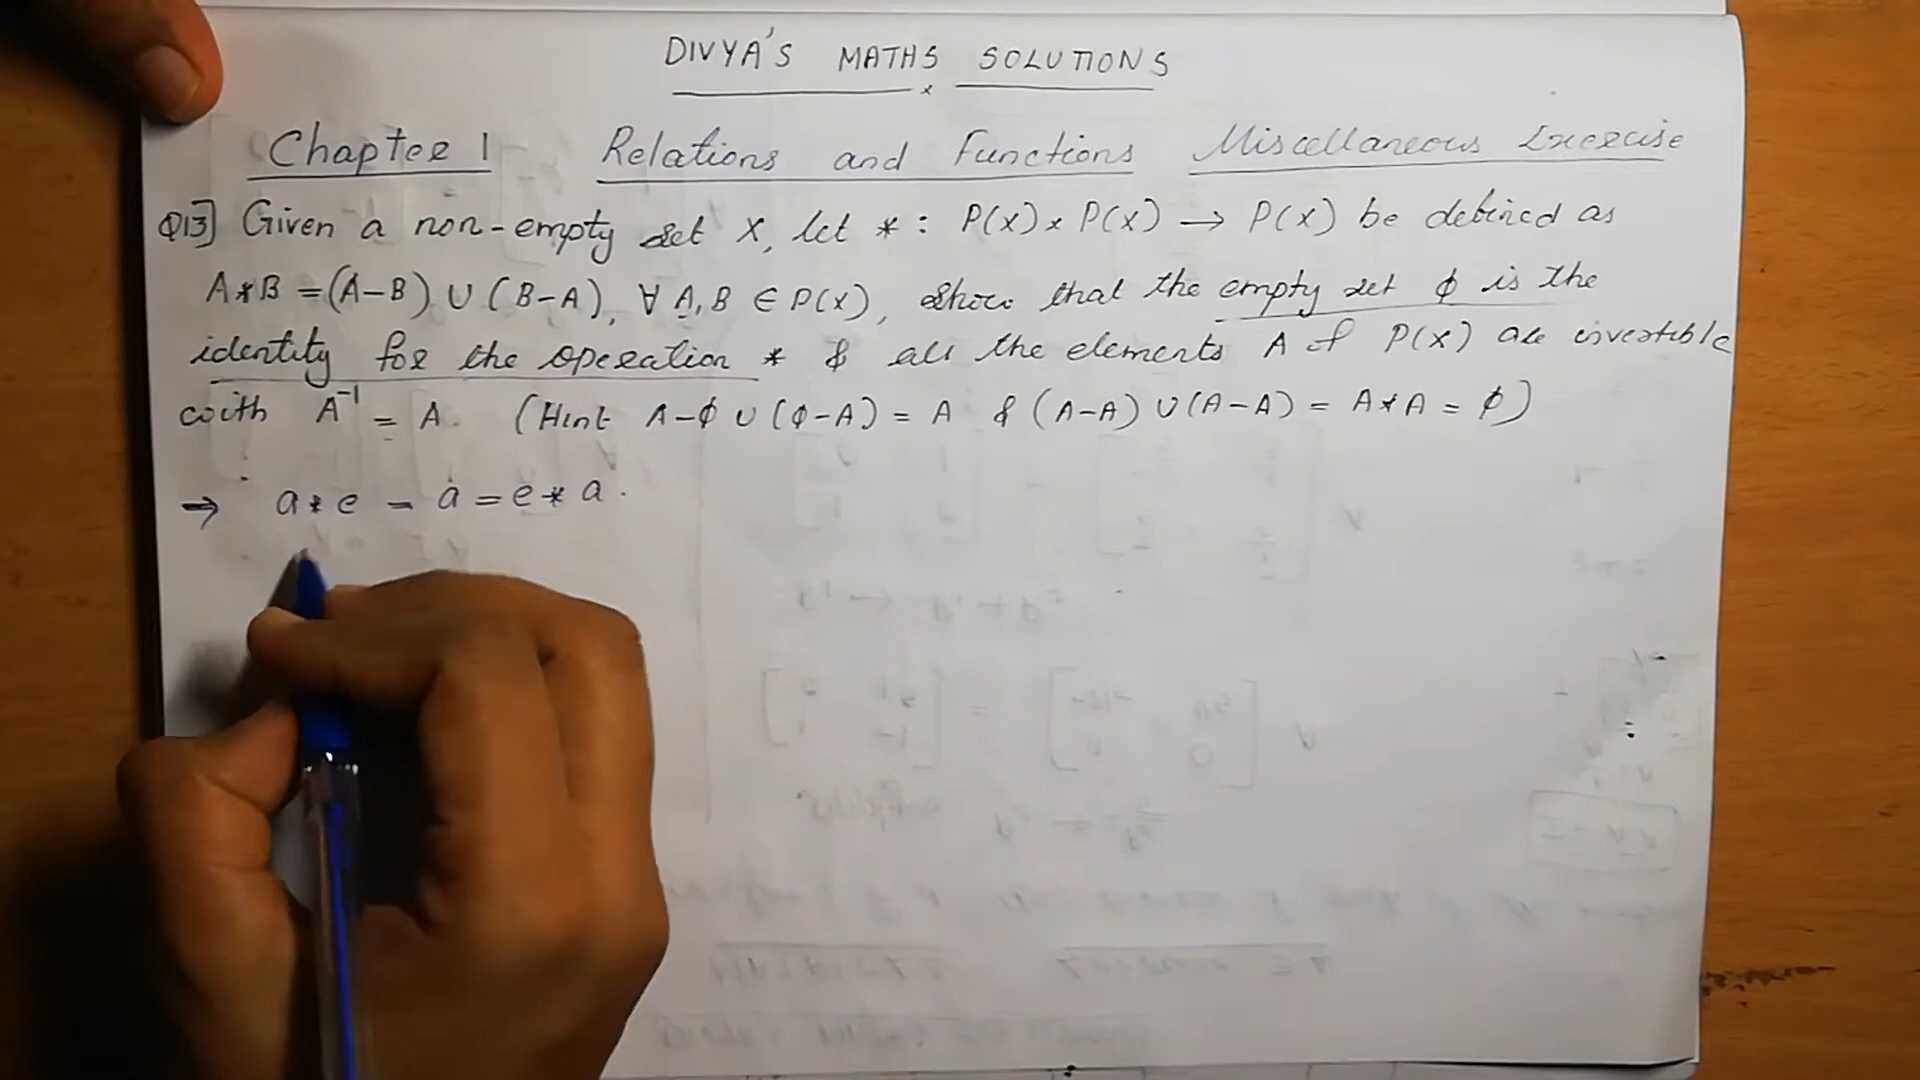 DIVYA'S MATHS SOLUTIONS
Chapter 1 Relations and Functions Miscellaneous Exercise
Q13] Given a non-empty set X, let * : P(X) × P(X) → P(X) be defined as
A*B = (A-B) ∪ (B-A), ∀ A, B ∈ P(X), Show that the empty set ϕ is the
identity for the operation * & all the elements A of P(X) are invertible
with A⁻¹ = A. (Hint A-ϕ ∪ (ϕ-A) = A & (A-A) ∪ (A-A) = A*A = ϕ)
→ a*e = a = e*a.